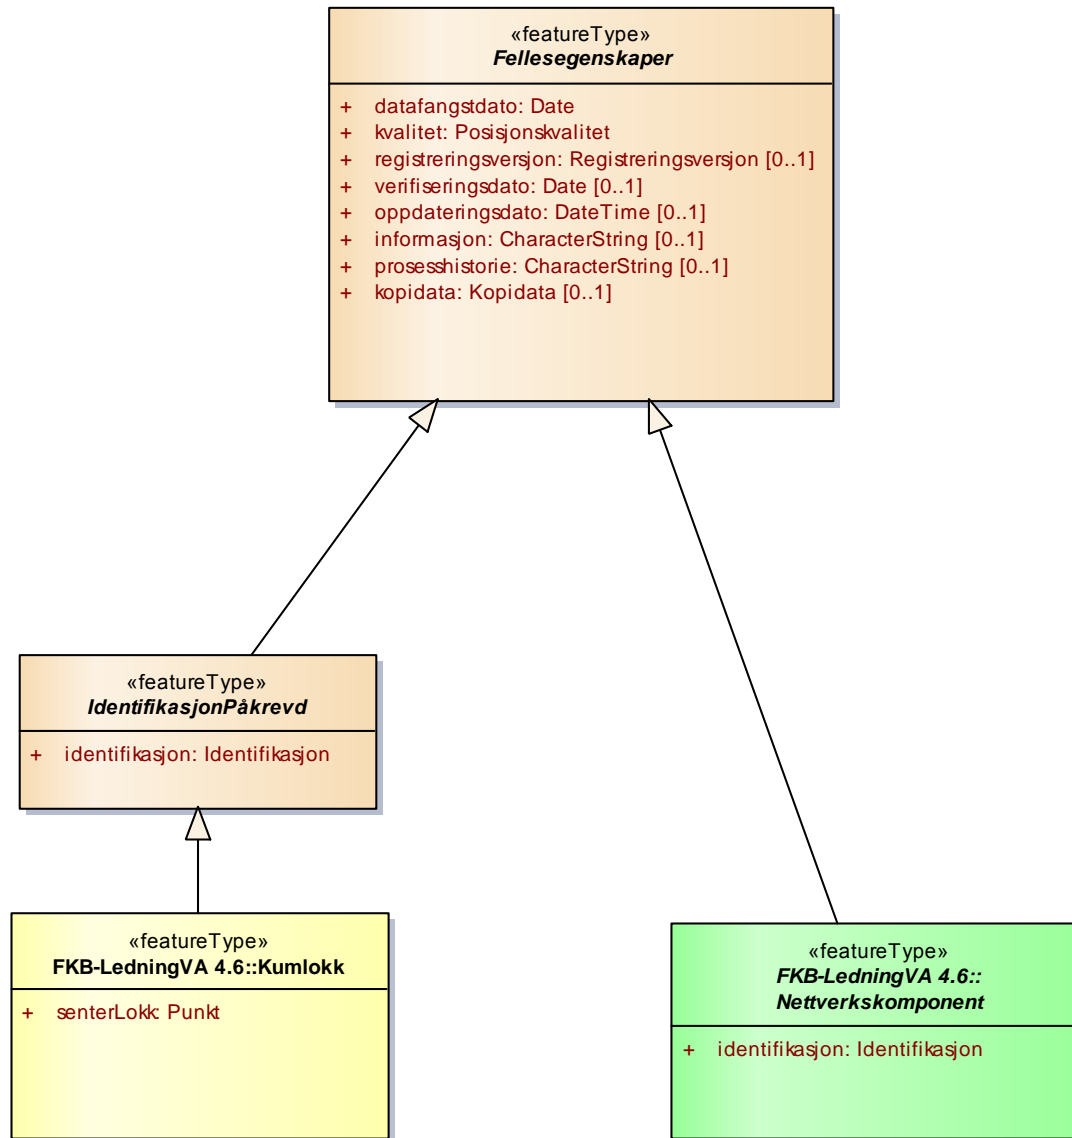 «featureType»
Fellesegenskaper
+ datafangstdato: Date
+ kvalitet: Posisjonskvalitet
+ registreringsversjon: Registreringsversjon [0..1]
+ verifiseringsdato: Date [0..1]
+ oppdateringsdato: DateTime [0..1]
+ informasjon: CharacterString [0..1]
+ prosesshistorie: CharacterString [0..1]
+ kopidata: Kopidata [0..1]
«featureType»
IdentifikasjonPåkrevd
+ identifikasjon: Identifikasjon
«featureType»
FKB-LedningVA 4.6::Kumlokk
+ senterLokk: Punkt
«featureType»
FKB-LedningVA 4.6::
Nettverkskomponent
+ identifikasjon: Identifikasjon